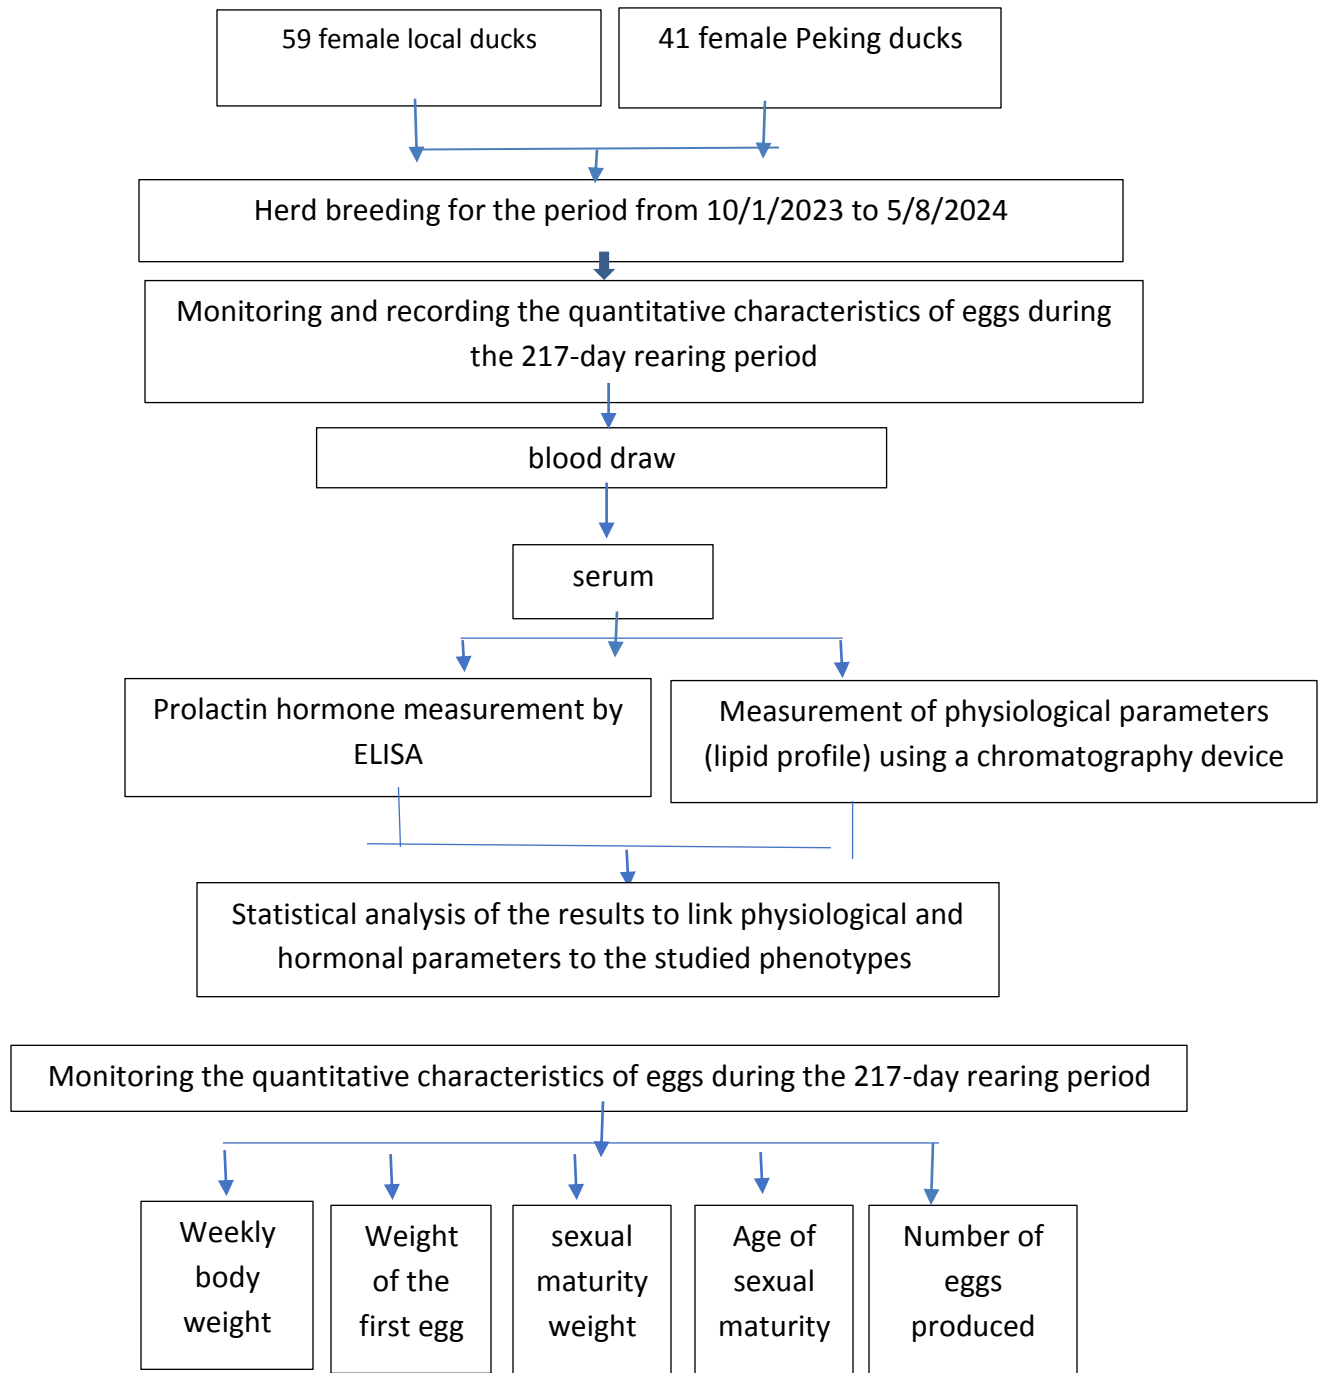 59 female local ducks
41 female Peking ducks
Herd breeding for the period from 10/1/2023 to 5/8/2024
Monitoring and recording the quantitative characteristics of eggs during
the 217-day rearing period
blood draw
serum
Prolactin hormone measurement by
ELISA
Measurement of physiological parameters
(lipid profile) using a chromatography device
Statistical analysis of the results to link physiological and
hormonal parameters to the studied phenotypes
Monitoring the quantitative characteristics of eggs during the 217-day rearing period
Weekly
body
weight
Weight
of the
first egg
sexual
maturity
weight
Age of
sexual
maturity
Number of
eggs
produced